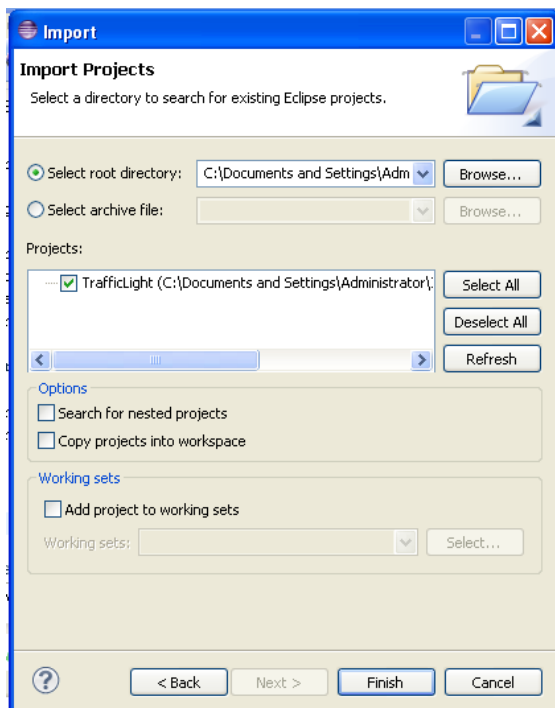 Import
Import Projects
Select a directory to search for existing Eclipse projects.
Select root directory: C:\Documents and Settings\Adm Browse...
Select archive file: Browse...
Projects:
TrafficLight (C:\Documents and Settings\Administrator\
Select All
Deselect All
Refresh
Options
Search for nested projects
Copy projects into workspace
Working sets
Add project to working sets
Working sets: Select...
? < Back Next > Finish Cancel